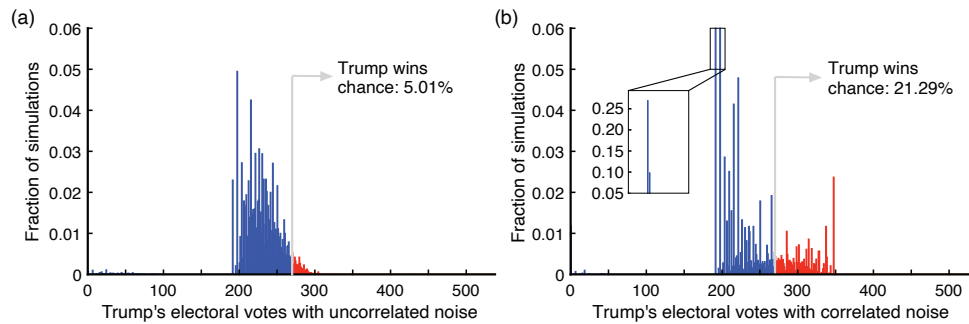 (a)
0.06
0.05
0.04
0.03
0.02
0.01
0
Fraction of simulations
Trump wins
chance: 5.01%
0 100 200 300 400 500
Trump's electoral votes with uncorrelated noise
(b)
0.06
0.05
0.04
0.03
0.02
0.01
0
Fraction of simulations
0.25
0.20
0.15
0.10
0.05
Trump wins
chance: 21.29%
0 100 200 300 400 500
Trump's electoral votes with correlated noise